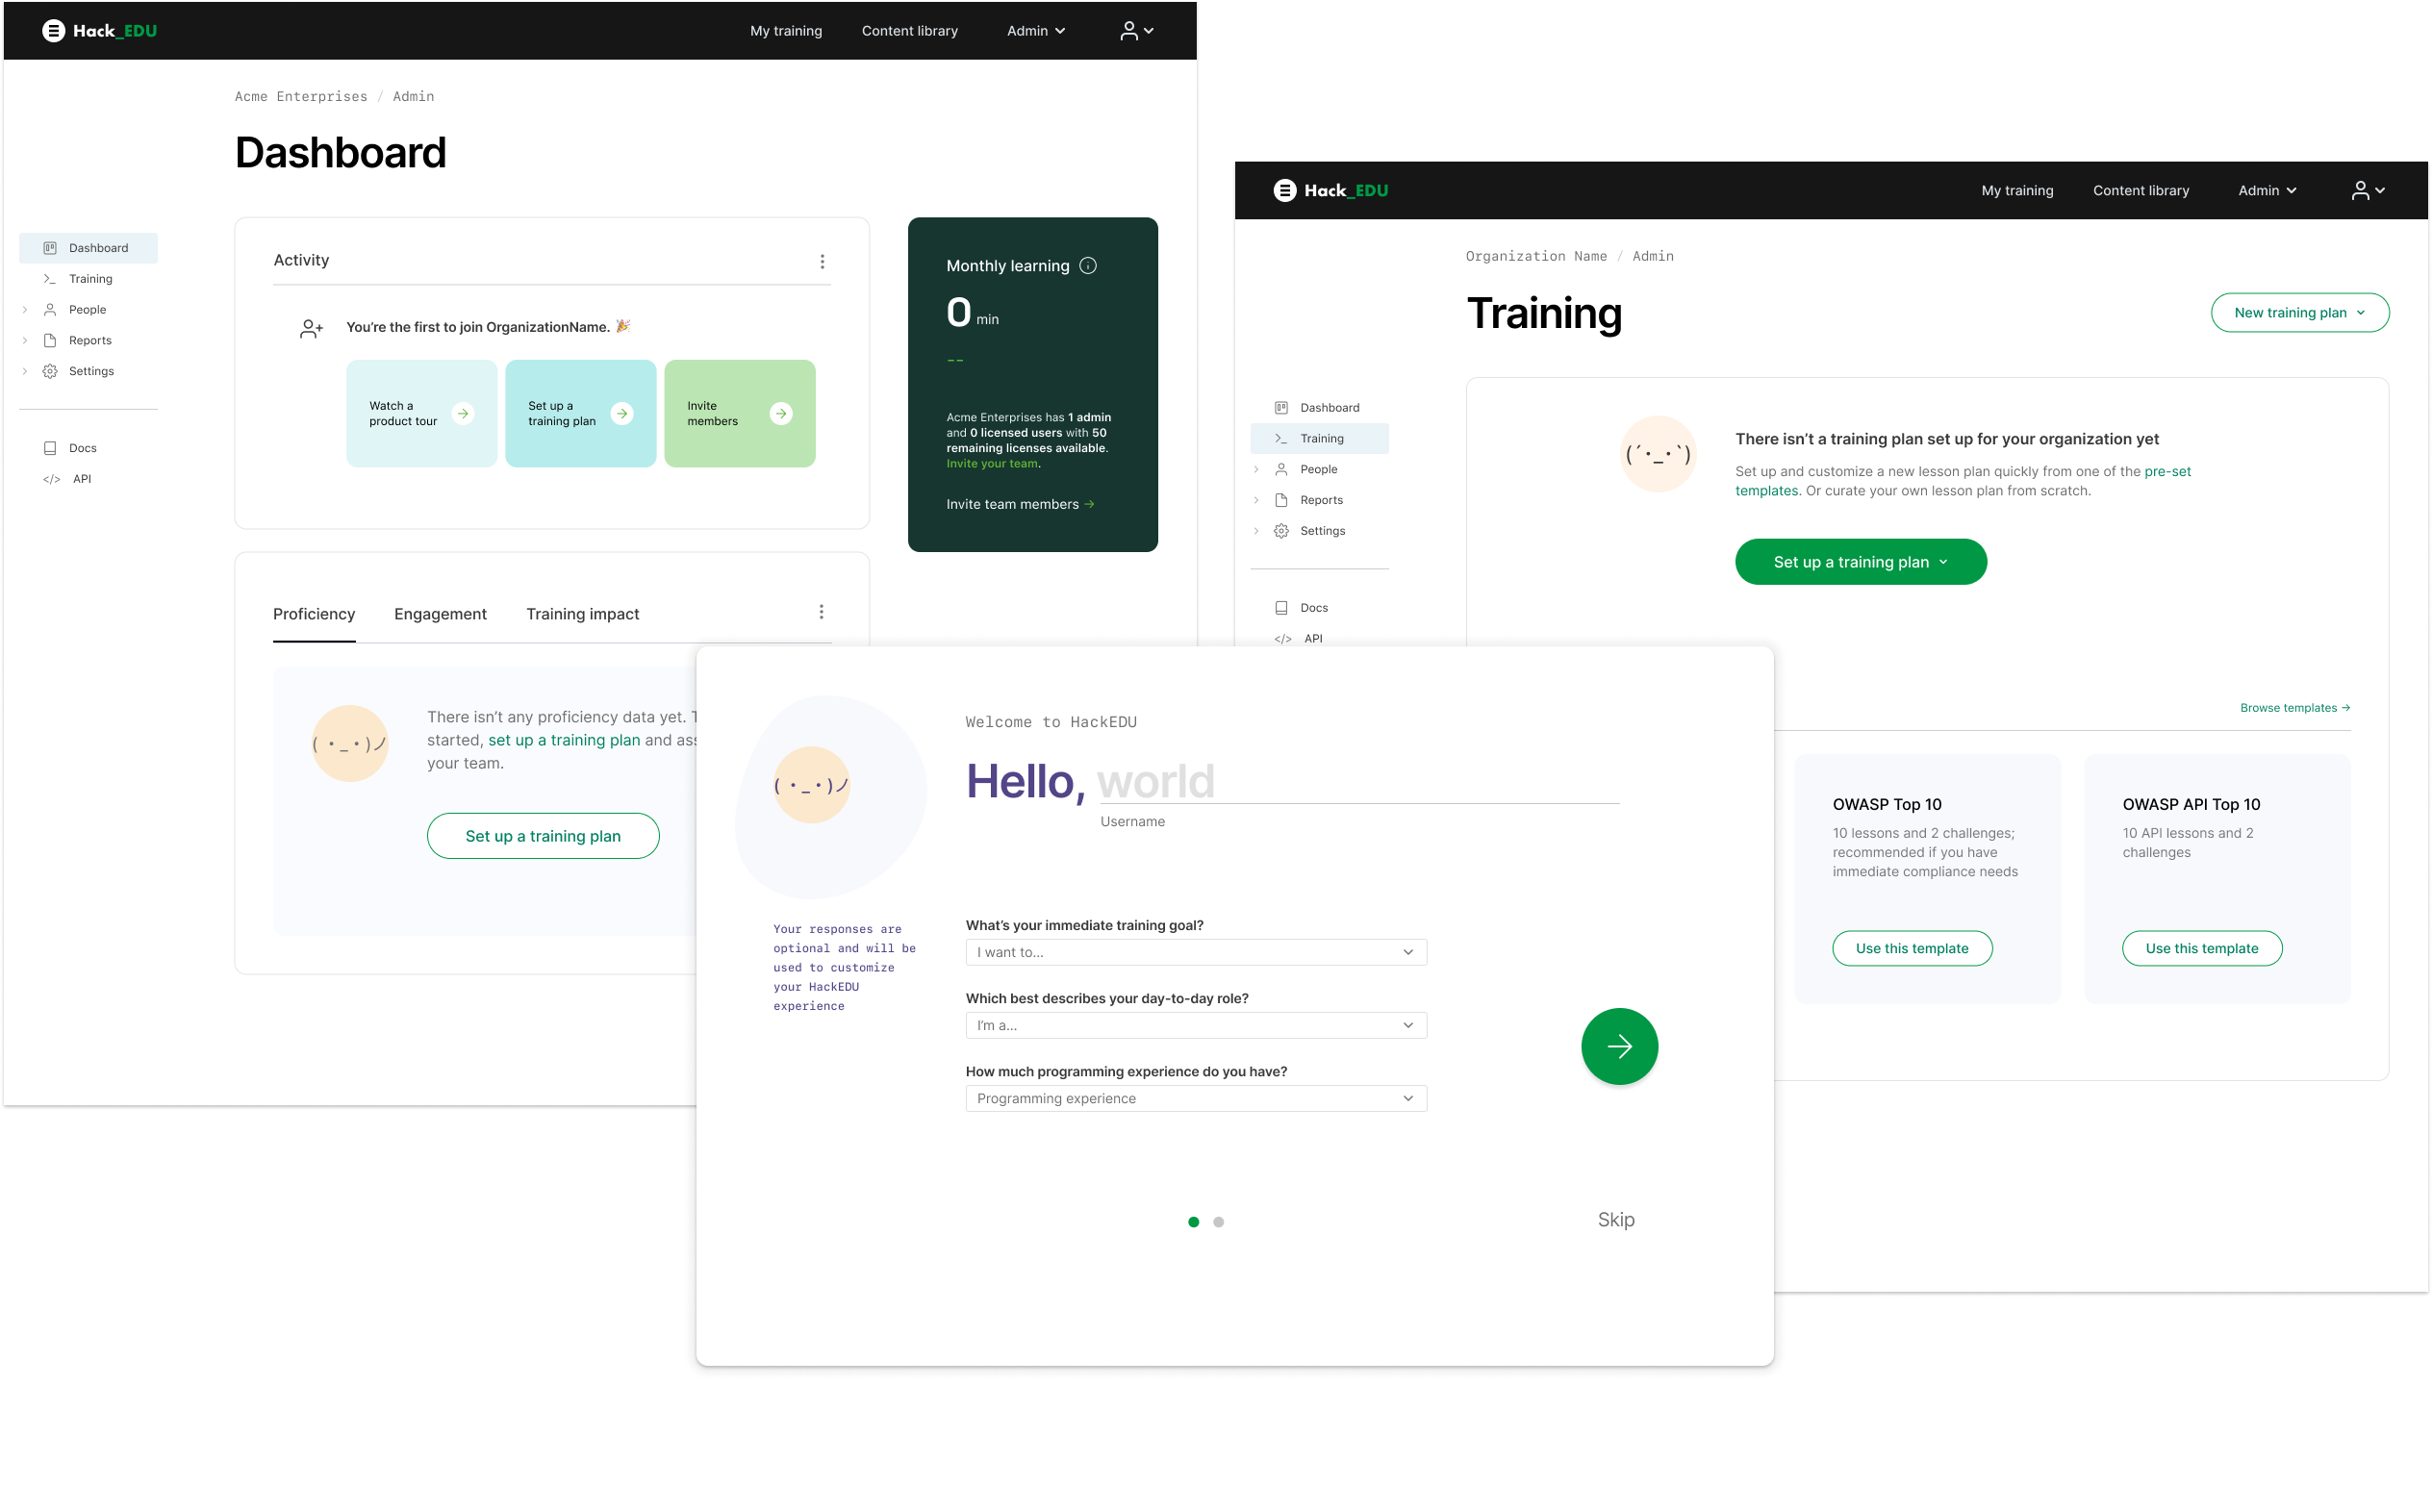 Hack_EDU
My training
Content library
Admin
Acme Enterprises / Admin
Dashboard
Dashboard
Training
People
Reports
Settings
Docs
</> API
Activity
You're the first to join OrganizationName. 🎉
Watch a
product tour
Set up a
training plan
Invite
members
Monthly learning
0 min
--
Acme Enterprises has 1 admin
and 0 licensed users with 50
remaining licenses available.
Invite your team.
Invite team members →
Proficiency
Engagement
Training impact
( • _ • )ノ
There isn't any proficiency data yet. T
started, set up a training plan and ass
your team.
Set up a training plan
Hack_EDU
My training
Content library
Admin
Organization Name / Admin
Training
New training plan
Dashboard
Training
People
Reports
Settings
Docs
</> API
(´•_•`)
There isn't a training plan set up for your organization yet
Set up and customize a new lesson plan quickly from one of the pre-set
templates. Or curate your own lesson plan from scratch.
Set up a training plan
Browse templates →
OWASP Top 10
10 lessons and 2 challenges;
recommended if you have
immediate compliance needs
Use this template
OWASP API Top 10
10 API lessons and 2
challenges
Use this template
( • _ • )ノ
Welcome to HackEDU
Hello, world
Username
Your responses are
optional and will be
used to customize
your HackEDU
experience
What's your immediate training goal?
I want to...
Which best describes your day-to-day role?
I'm a...
How much programming experience do you have?
Programming experience
Skip